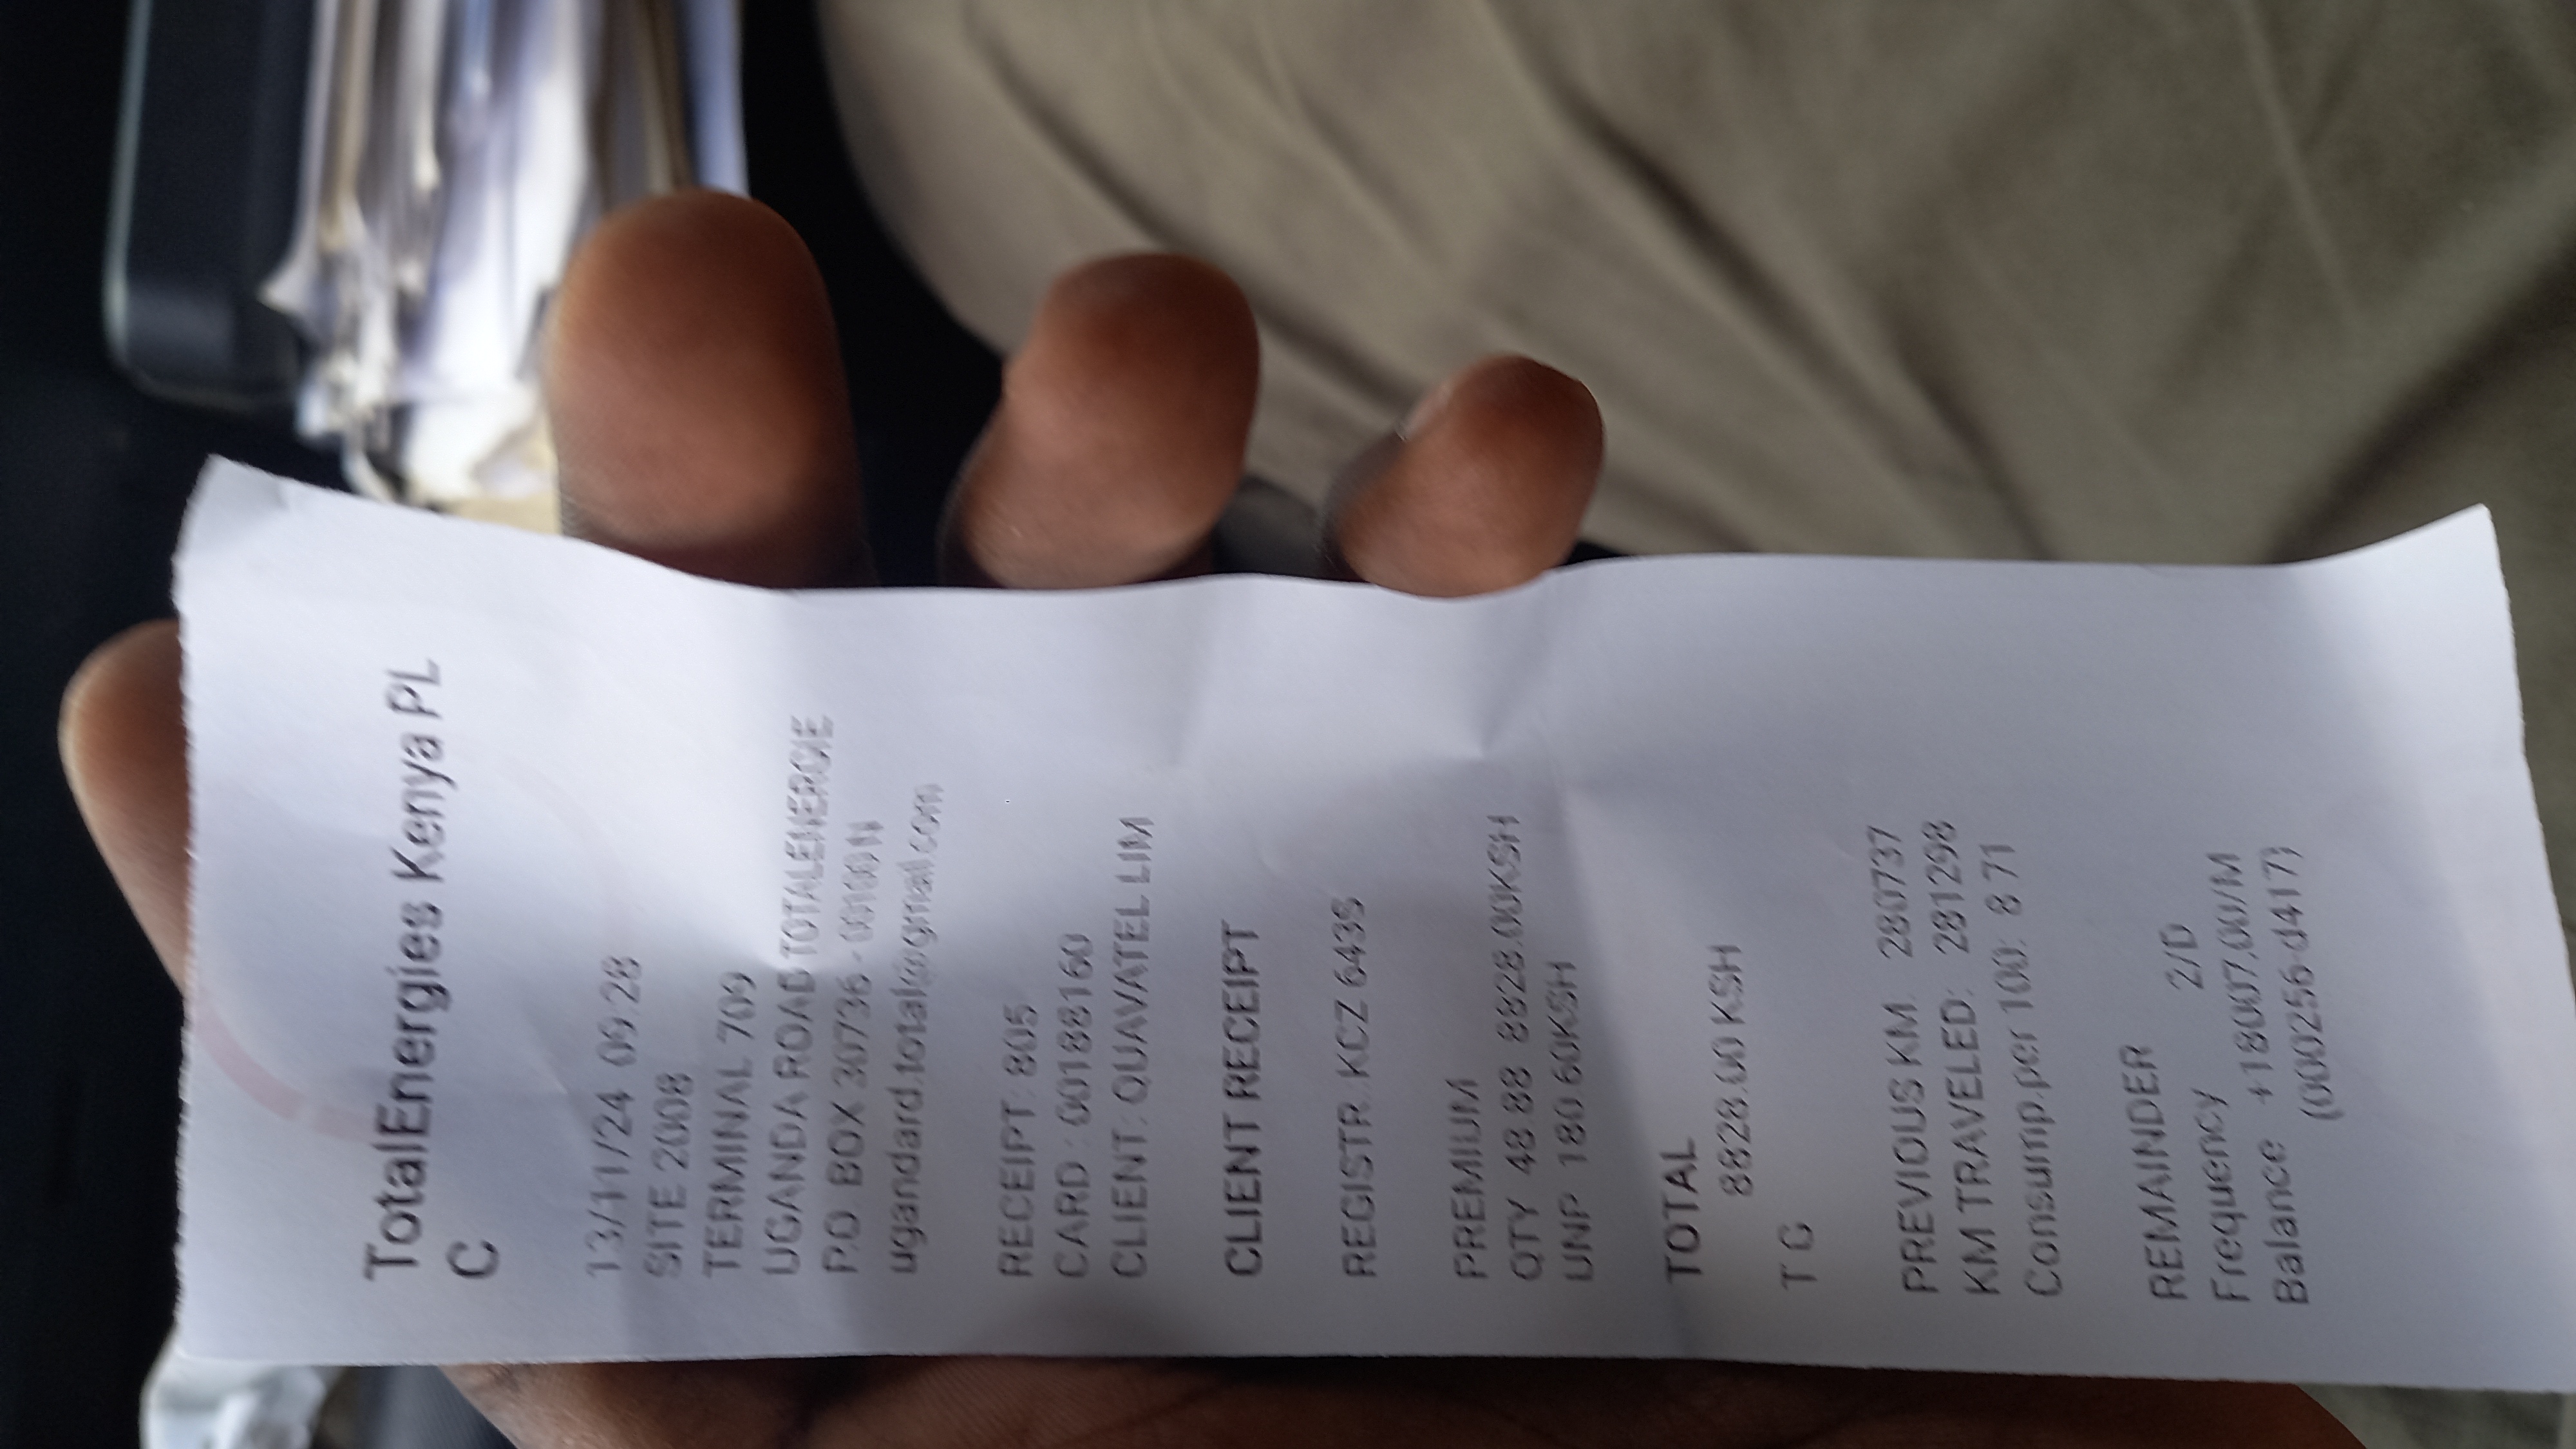 TotalEnergies Kenya PL
C
13/11/24 09:28
SITE 2008
TERMINAL 709
UGANDA ROAD TOTALENERGIE
P.O BOX 30736 - 00100 N
ugandard.total@gmail.com
RECEIPT: 805
CARD : 00188160
CLIENT: QUAVATEL LIM
CLIENT RECEIPT
REGISTR. KCZ 643S
PREMIUM
QTY 48 88 8828.00KSH
UNP 180 60KSH
TOTAL
8828.00 KSH
T C
PREVIOUS KM: 280737
KM TRAVELED: 281298
Consump.per 100: 8 71
REMAINDER
Frequency 2/D
Balance +18007.00/M
(000256-d417)